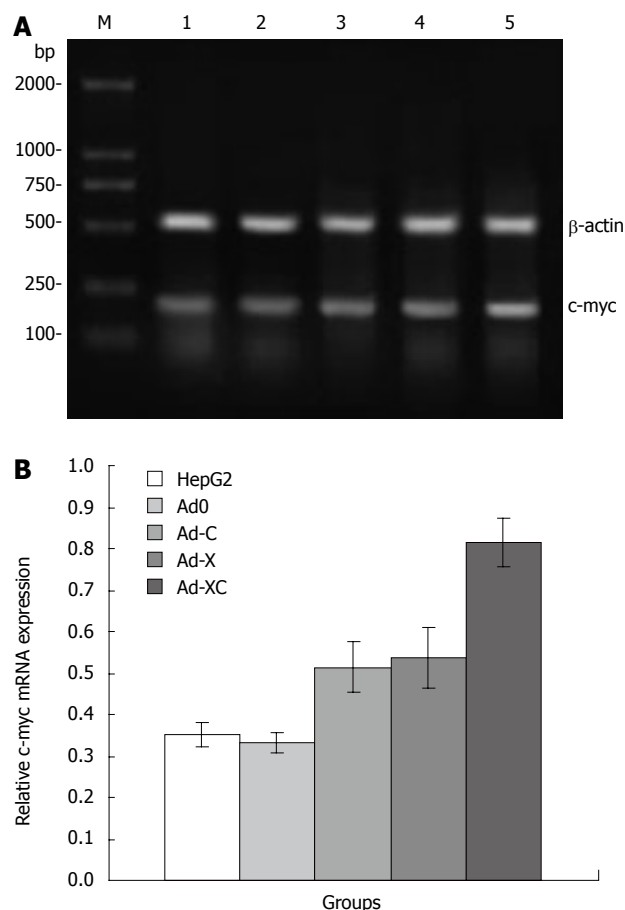 A
M 1 2 3 4 5
bp
2000-
1000-
750-
500-
β-actin
250-
c-myc
100-
B
1.0
0.9
0.8
0.7
0.6
0.5
0.4
0.3
0.2
0.1
0.0
Relative c-myc mRNA expression
HepG2
Ad0
Ad-C
Ad-X
Ad-XC
Groups